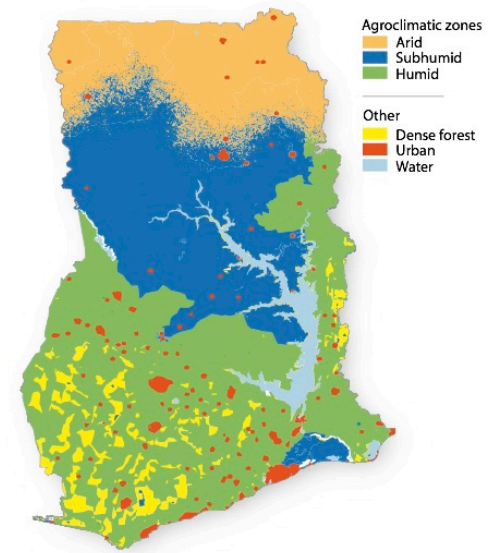 Agroclimatic zones
Arid
Subhumid
Humid
Other
Dense forest
Urban
Water